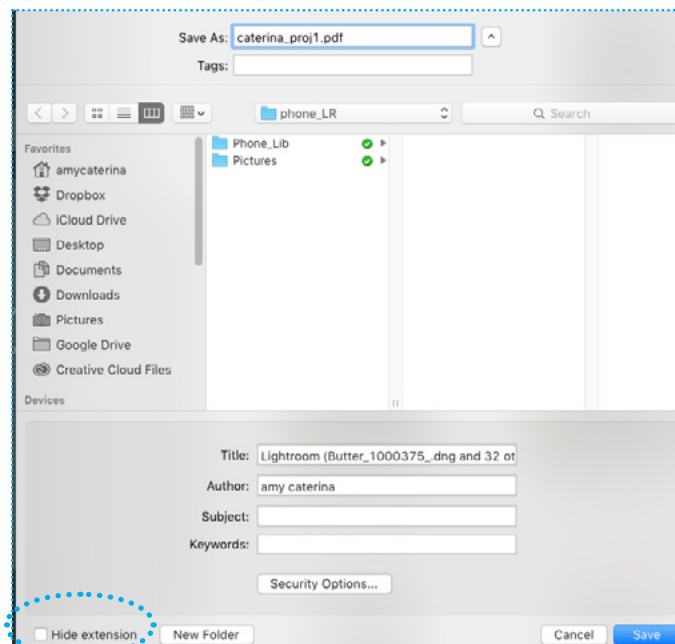 Save As: caterina_proj1.pdf
Tags:
phone_LR
Search
Favorites
amycaterina
Dropbox
iCloud Drive
Desktop
Documents
Downloads
Pictures
Google Drive
Creative Cloud Files
Devices
Phone_Lib
Pictures
Title: Lightroom (Butter_1000375_.dng and 32 ot
Author: amy caterina
Subject:
Keywords:
Security Options...
Hide extension New Folder Cancel Save